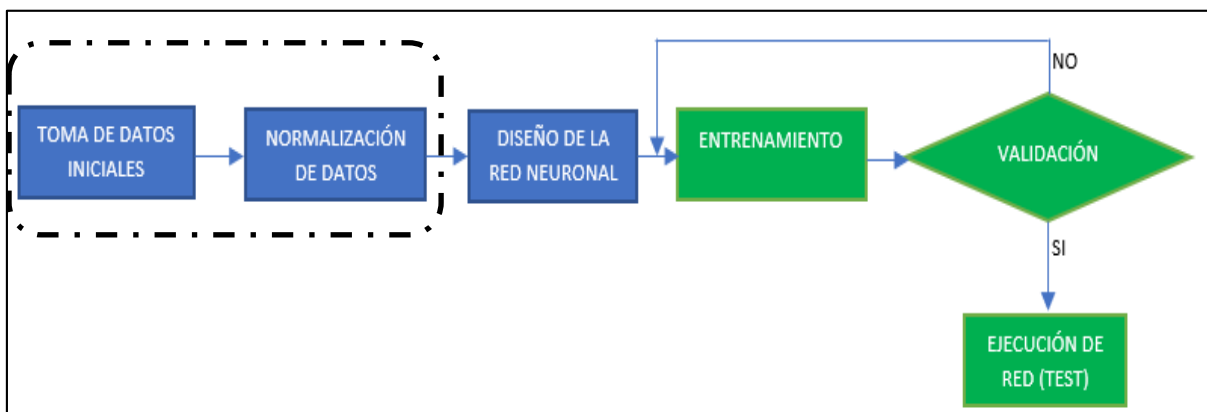 TOMA DE DATOS
INICIALES
NORMALIZACIÓN
DE DATOS
DISEÑO DE LA
RED NEURONAL
ENTRENAMIENTO
VALIDACIÓN
NO
SI
EJECUCIÓN DE
RED (TEST)